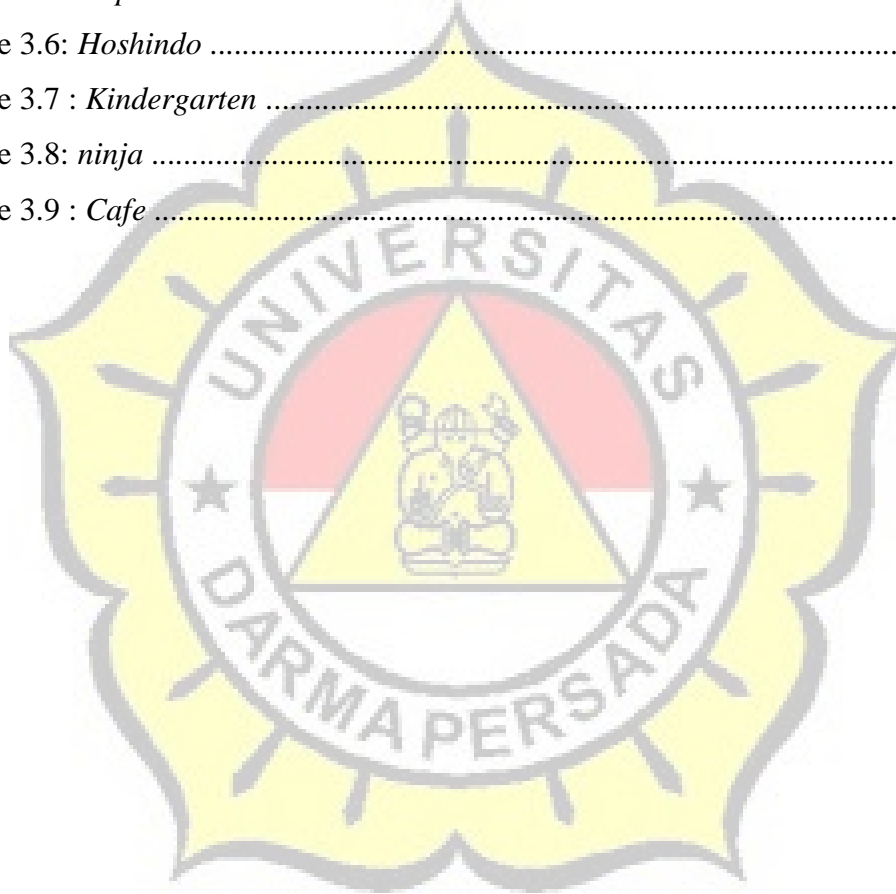 e 3.6: Hoshindo ........................................................................................
e 3.7 : Kindergarten ................................................................................
e 3.8: ninja ................................................................................................
e 3.9 : Cafe ................................................................................................
UNIVERSITAS
DARMA PERSADA